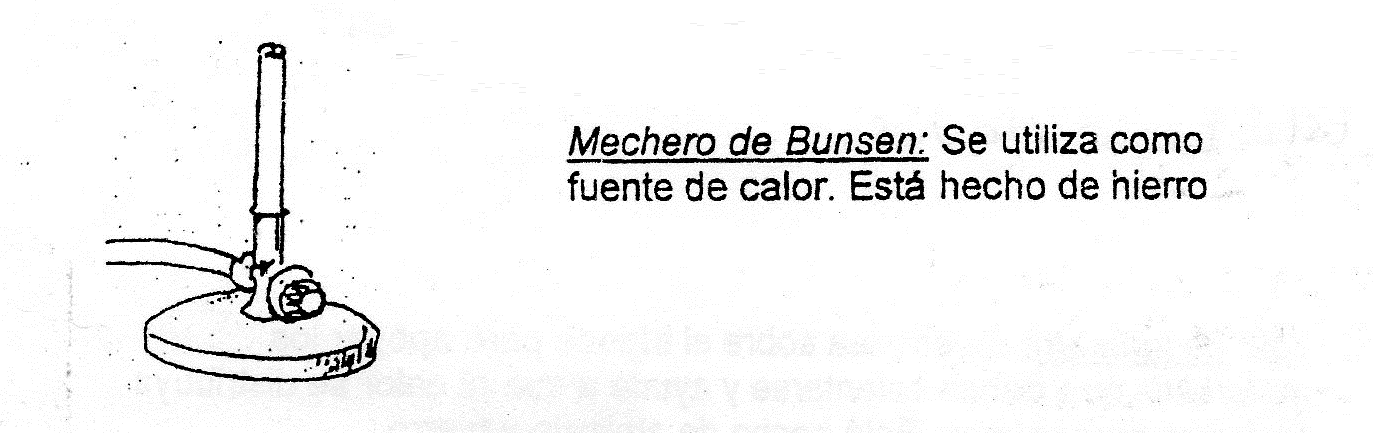 Mechero de Bunsen: Se utiliza como
fuente de calor. Está hecho de hierro